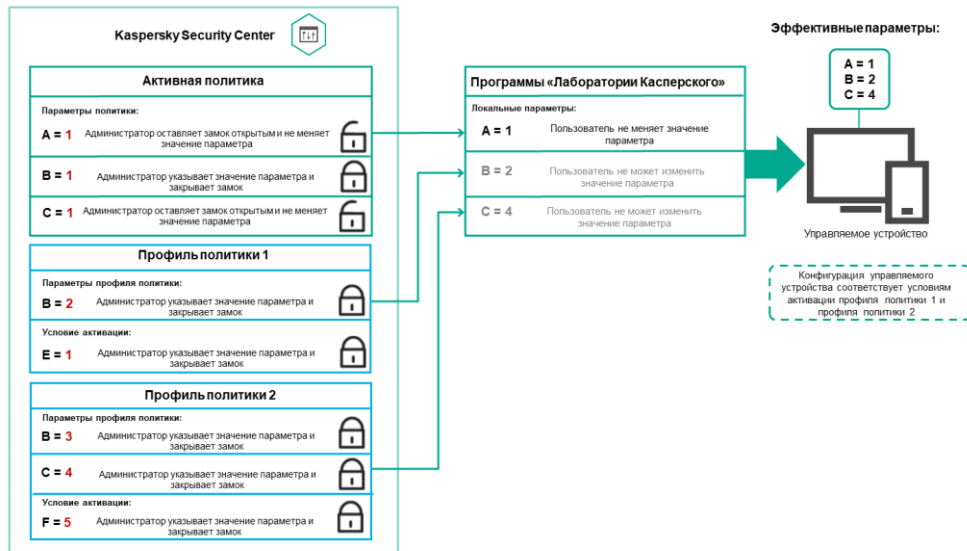 Kaspersky Security Center
Активная политика
Параметры политики:
A = 1
Администратор оставляет замок открытым и не меняет
значение параметра
B = 1
Администратор указывает значение параметра и
закрывает замок
C = 1
Администратор оставляет замок открытым и не меняет
значение параметра
Профиль политики 1
Параметры профиля политики:
B = 2
Администратор указывает значение параметра и
закрывает замок
Условие активации:
E = 1
Администратор указывает значение параметра и
закрывает замок
Профиль политики 2
Параметры профиля политики:
B = 3
Администратор указывает значение параметра и
закрывает замок
C = 4
Администратор указывает значение параметра и
закрывает замок
Условие активации:
F = 5
Администратор указывает значение параметра и
закрывает замок
Программы «Лаборатории Касперского»
Локальные параметры:
A = 1
Пользователь не меняет значение
параметра
B = 2
Пользователь не может изменить
значение параметра
C = 4
Пользователь не может изменить
значение параметра
Эффективные параметры:
A = 1
B = 2
C = 4
Управляемое устройство
Конфигурация управляемого
устройства соответствует условиям
активации профиля политики 1 и
профиля политики 2